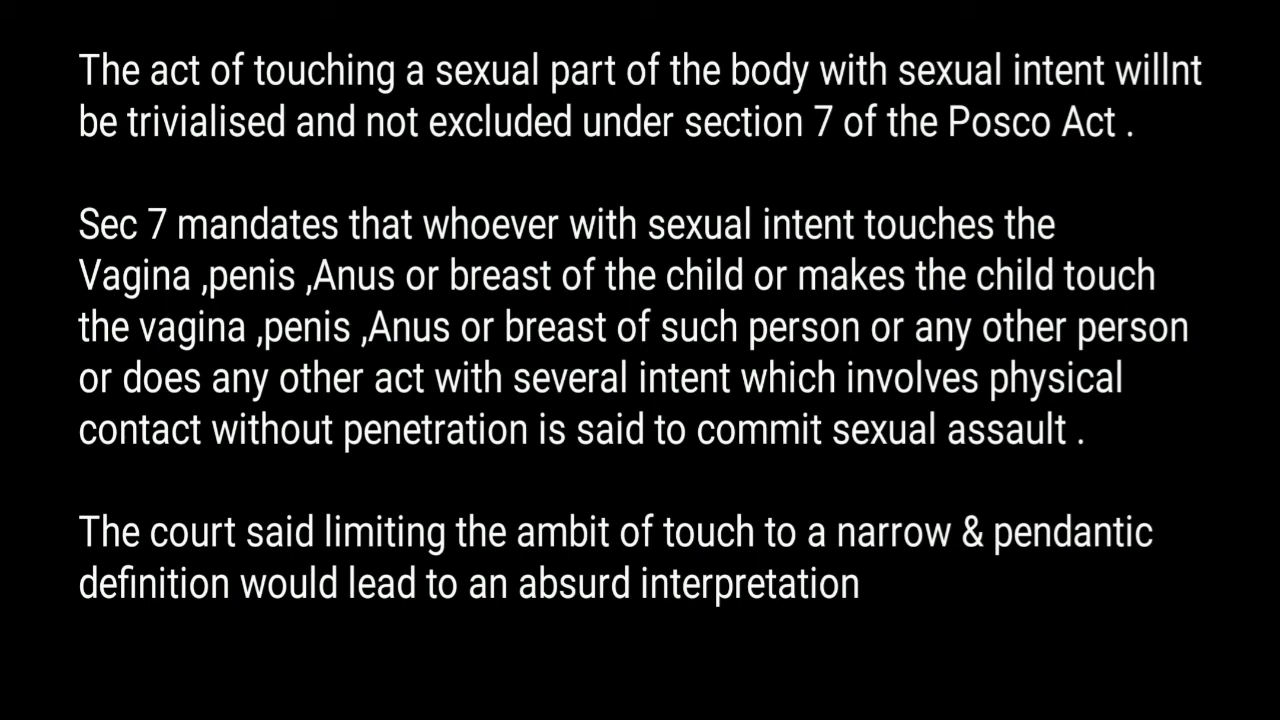 The act of touching a sexual part of the body with sexual intent willnt
be trivialised and not excluded under section 7 of the Posco Act .
Sec 7 mandates that whoever with sexual intent touches the
Vagina ,penis ,Anus or breast of the child or makes the child touch
the vagina ,penis ,Anus or breast of such person or any other person
or does any other act with several intent which involves physical
contact without penetration is said to commit sexual assault .
The court said limiting the ambit of touch to a narrow & pendantic
definition would lead to an absurd interpretation